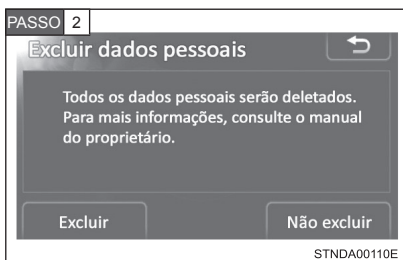 PASSO 2
Excluir dados pessoais
Todos os dados pessoais serão deletados.
Para mais informações, consulte o manual
do proprietário.
Excluir Não excluir
STNDA00110E